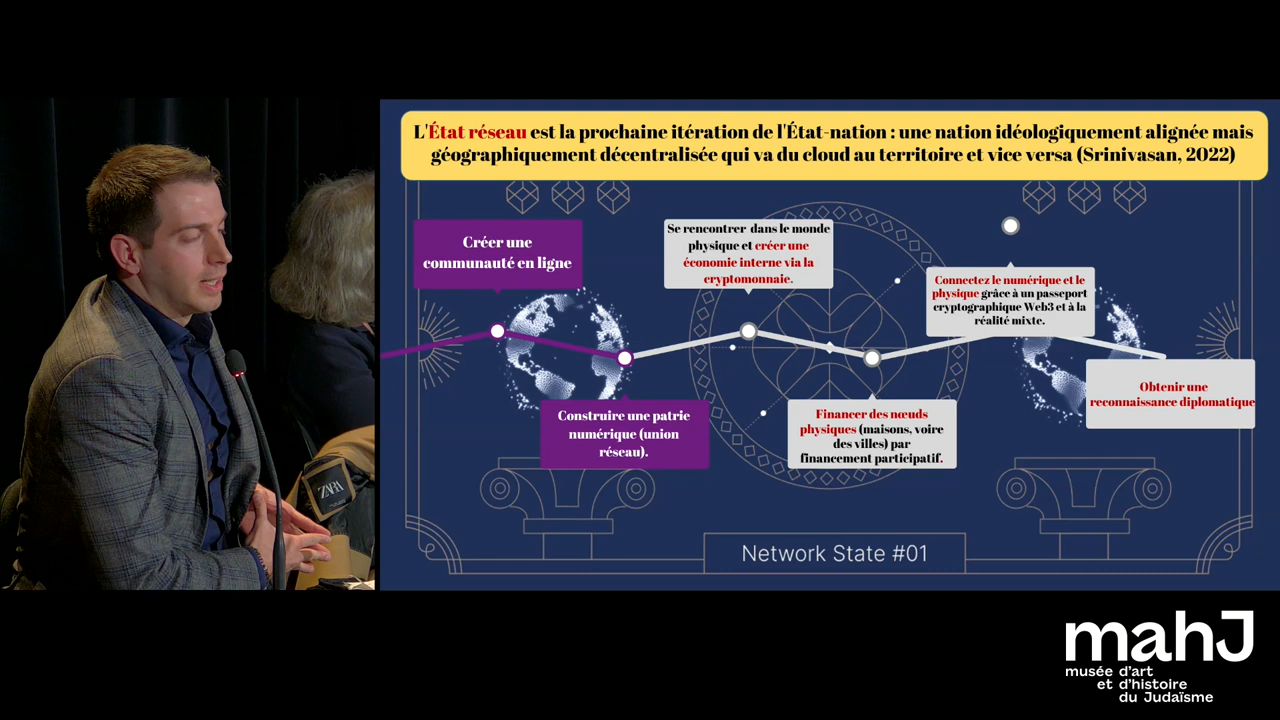 L'État réseau est la prochaine itération de l'État-nation : une nation idéologiquement alignée mais
géographiquement décentralisée qui va du cloud au territoire et vice versa (Srinivasan, 2022)
Créer une
communauté en ligne
Se rencontrer dans le monde
physique et créer une
économie interne via la
cryptomonnaie.
Connectez le numérique et le
physique grâce à un passeport
cryptographique Web3 et à la
réalité mixte.
Construire une patrie
numérique (union
réseau).
Financer des nœuds
physiques (maisons, voire
des villes) par
financement participatif.
Obtenir une
reconnaissance diplomatique
ZARA
Network State #01
mahJ
musée d'art
et d'histoire
du Judaïsme